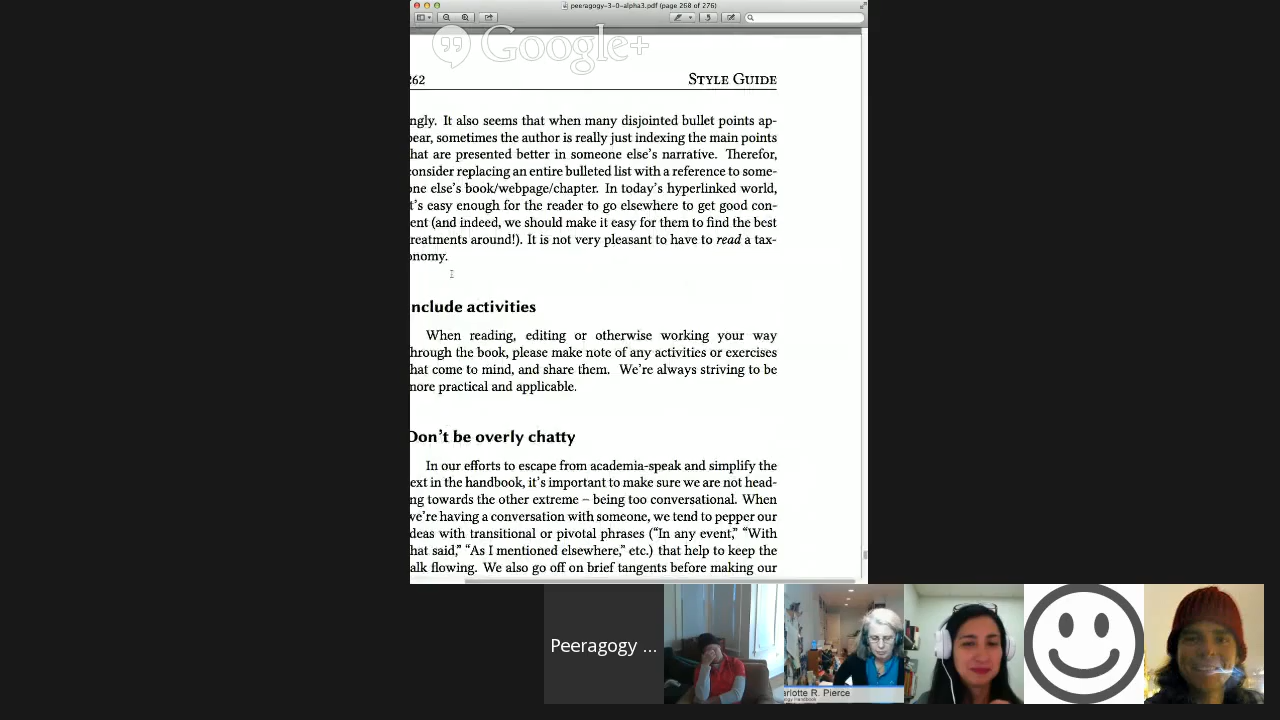 peeragogy-3-0-alpha3.pdf (page 268 of 276)
Google+
262 STYLE GUIDE
ngly. It also seems that when many disjointed bullet points ap-
pear, sometimes the author is really just indexing the main points
hat are presented better in someone else's narrative. Therefor,
consider replacing an entire bulleted list with a reference to some-
one else's book/webpage/chapter. In today's hyperlinked world,
t's easy enough for the reader to go elsewhere to get good con-
ent (and indeed, we should make it easy for them to find the best
reatments around!). It is not very pleasant to have to read a tax-
onomy.
nclude activities
When reading, editing or otherwise working your way
hrough the book, please make note of any activities or exercises
hat come to mind, and share them. We're always striving to be
more practical and applicable.
Don't be overly chatty
In our efforts to escape from academia-speak and simplify the
ext in the handbook, it's important to make sure we are not head-
ng towards the other extreme – being too conversational. When
we're having a conversation with someone, we tend to pepper our
deas with transitional or pivotal phrases ("In any event," "With
hat said," "As I mentioned elsewhere," etc.) that help to keep the
alk flowing. We also go off on brief tangents before making our
Peeragogy ...
arlotte R. Pierce